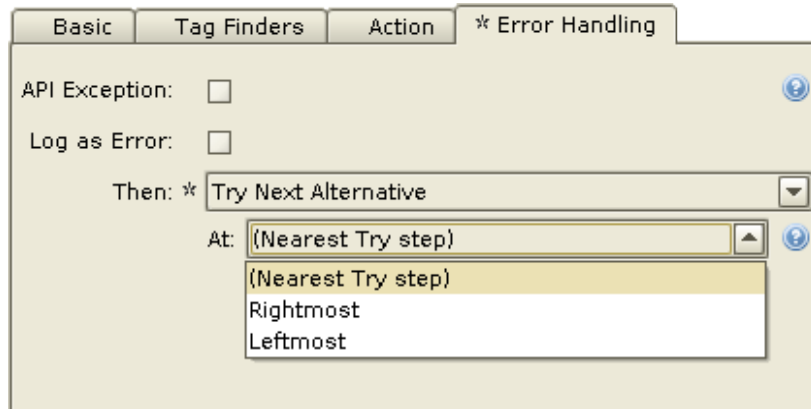 Basic Tag Finders Action * Error Handling
API Exception:
Log as Error:
Then: * Try Next Alternative
At: (Nearest Try step)
(Nearest Try step)
Rightmost
Leftmost